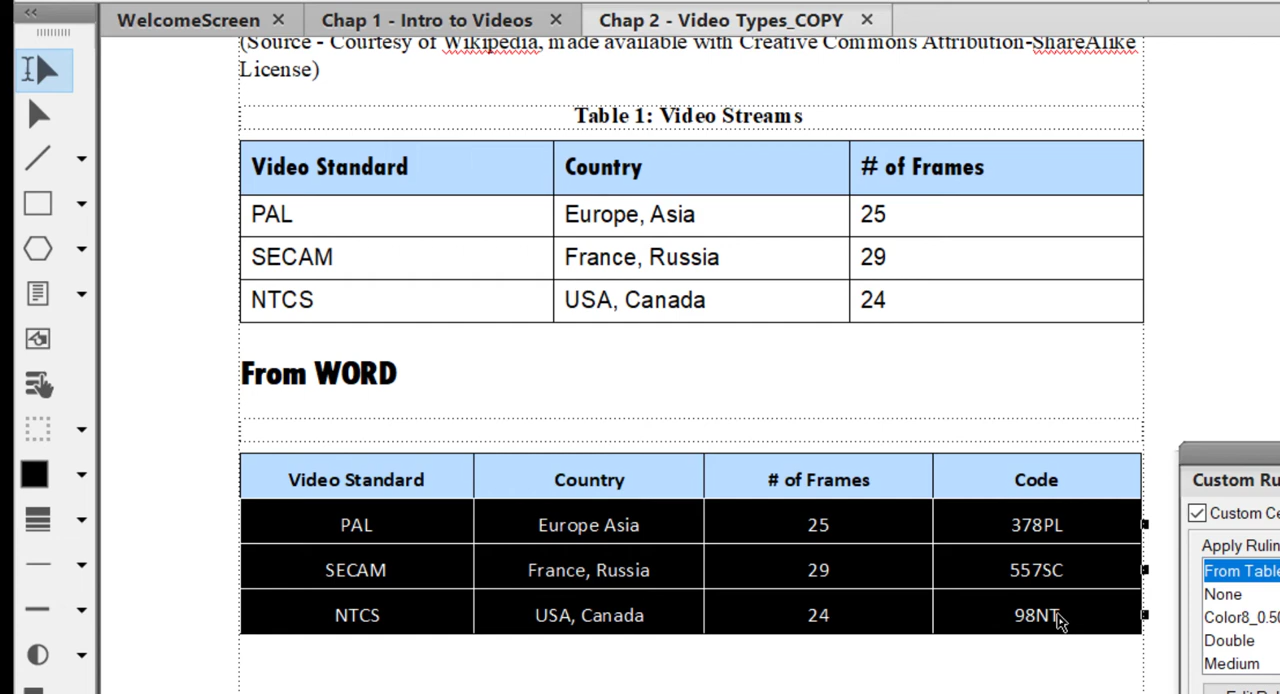 WelcomeScreen × Chap 1 - Intro to Videos × Chap 2 - Video Types_COPY ×
(Source - Courtesy of Wikipedia, made available with Creative Commons Attribution-ShareAlike
License)
Table 1: Video Streams
Video Standard Country # of Frames
PAL Europe, Asia 25
SECAM France, Russia 29
NTCS USA, Canada 24
From WORD
Video Standard Country # of Frames Code
PAL Europe Asia 25 378PL
SECAM France, Russia 29 557SC
NTCS USA, Canada 24 98NT
Custom Ru
Custom Ce
Apply Rulin
From Table
None
Color8_0.50
Double
Medium